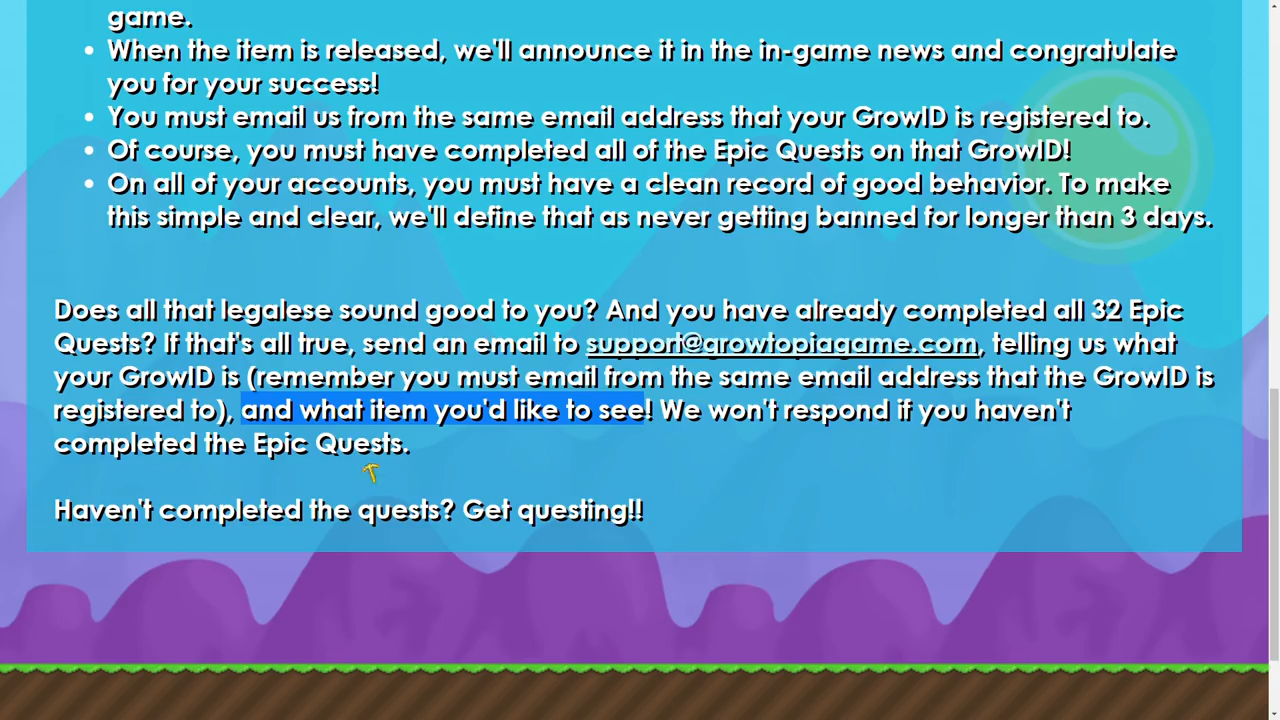 game.
• When the item is released, we'll announce it in the in-game news and congratulate
you for your success!
• You must email us from the same email address that your GrowID is registered to.
• Of course, you must have completed all of the Epic Quests on that GrowID!
• On all of your accounts, you must have a clean record of good behavior. To make
this simple and clear, we'll define that as never getting banned for longer than 3 days.
Does all that legalese sound good to you? And you have already completed all 32 Epic
Quests? If that's all true, send an email to support@growtopiagame.com, telling us what
your GrowID is (remember you must email from the same email address that the GrowID is
registered to), and what item you'd like to see! We won't respond if you haven't
completed the Epic Quests.
Haven't completed the quests? Get questing!!